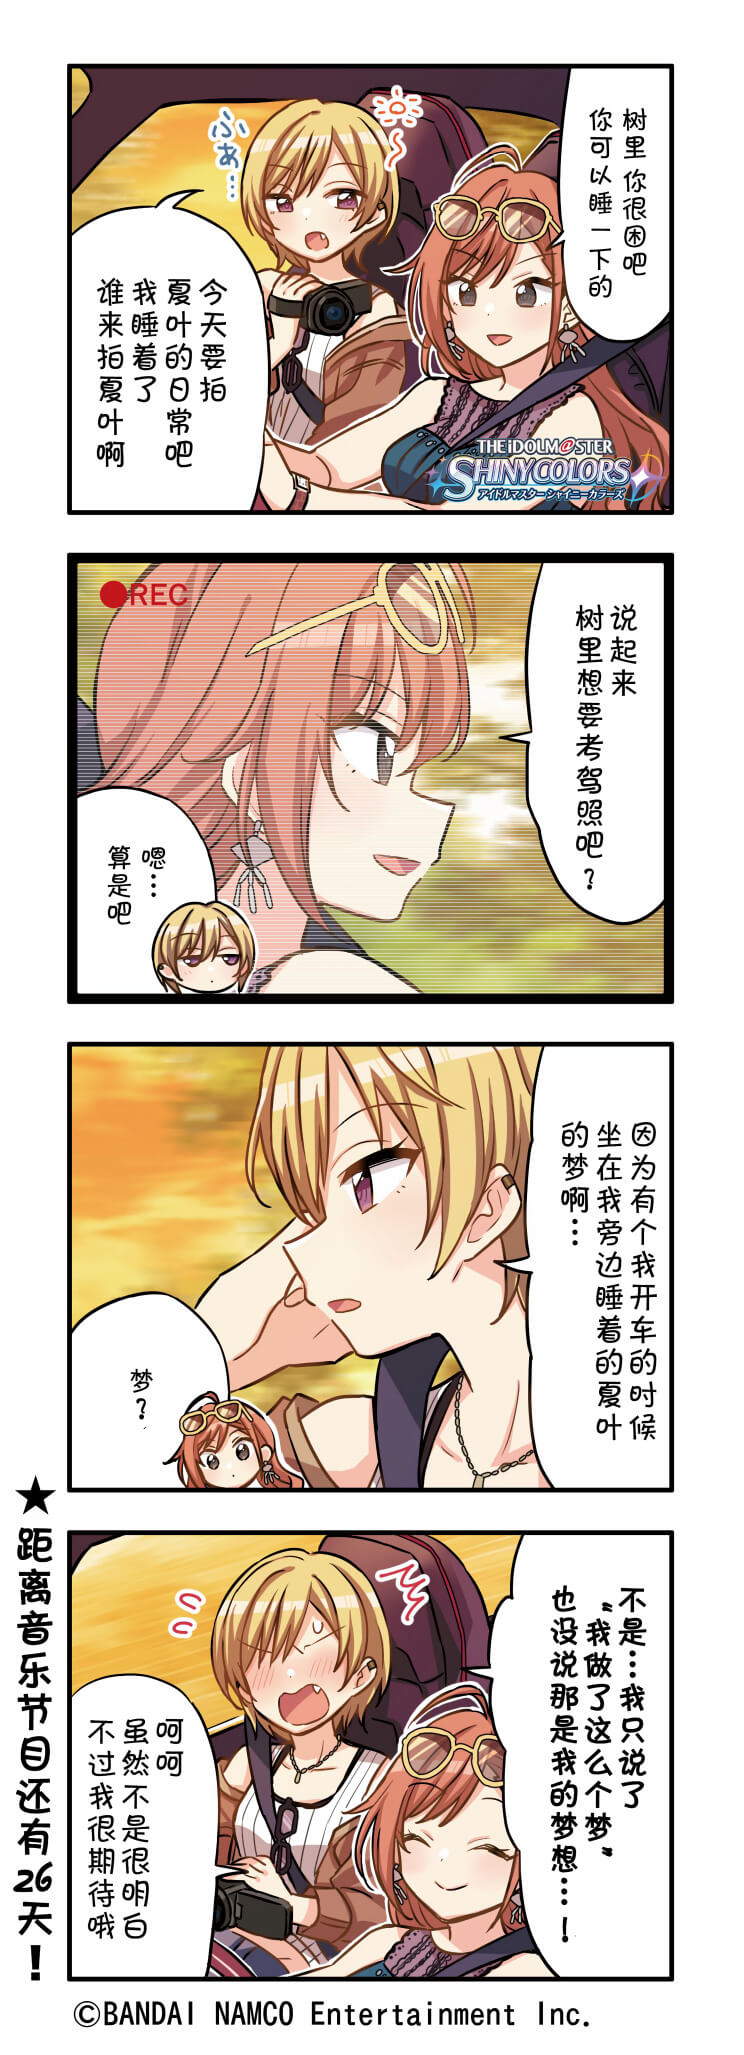 树里 你很困吧
你可以睡一下的
ふぁ…
今天要拍
夏叶的日常吧
我睡着了
谁来拍夏叶啊
THE iDOLM@STER
SHINY COLORS
アイドルマスター シャイニーカラーズ
REC
说起来
树里想要考驾照吧?
嗯…
算是吧
因为有个我开车的时候
坐在我旁边睡着的夏叶
的梦啊…
梦?
不是…我只说了
“我做了这么个梦”
也没说那是我的梦想…!
呵呵
虽然不是很明白
不过我很期待哦
★距离音乐节目还有26天!
©BANDAI NAMCO Entertainment Inc.